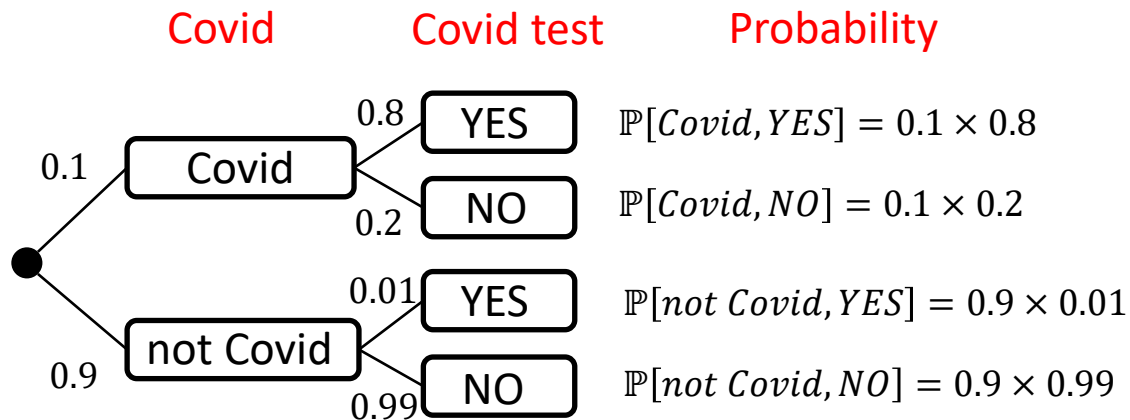 Covid Covid test Probability
0.8 YES ℙ[Covid, YES] = 0.1 × 0.8
0.1 Covid
0.2 NO ℙ[Covid, NO] = 0.1 × 0.2
0.01 YES ℙ[not Covid, YES] = 0.9 × 0.01
0.9 not Covid
0.99 NO ℙ[not Covid, NO] = 0.9 × 0.99